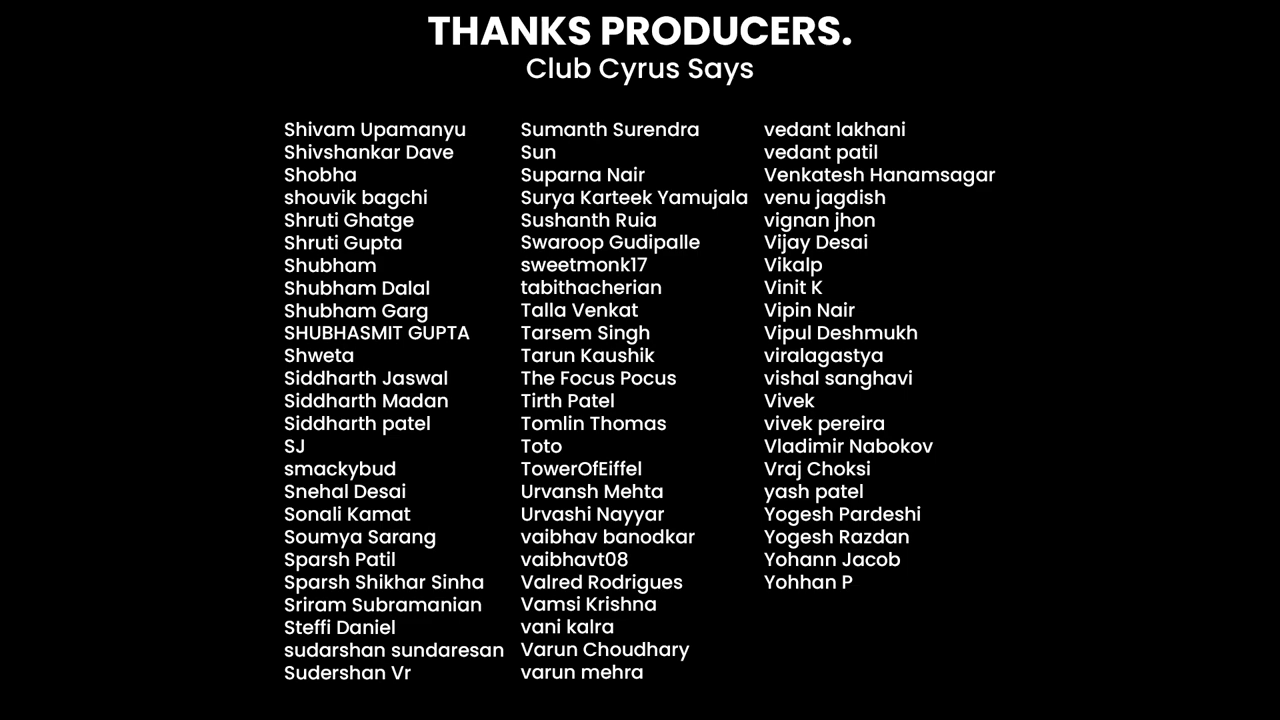 THANKS PRODUCERS.
Club Cyrus Says
Shivam Upamanyu
Shivshankar Dave
Shobha
shouvik bagchi
Shruti Ghatge
Shruti Gupta
Shubham
Shubham Dalal
Shubham Garg
SHUBHASMIT GUPTA
Shweta
Siddharth Jaswal
Siddharth Madan
Siddharth patel
SJ
smackybud
Snehal Desai
Sonali Kamat
Soumya Sarang
Sparsh Patil
Sparsh Shikhar Sinha
Sriram Subramanian
Steffi Daniel
sudarshan sundaresan
Sudershan Vr
Sumanth Surendra
Sun
Suparna Nair
Surya Karteek Yamujala
Sushanth Ruia
Swaroop Gudipalle
sweetmonk17
tabithacherian
Talla Venkat
Tarsem Singh
Tarun Kaushik
The Focus Pocus
Tirth Patel
Tomlin Thomas
Toto
TowerOfEiffel
Urvansh Mehta
Urvashi Nayyar
vaibhav banodkar
vaibhavt08
Valred Rodrigues
Vamsi Krishna
vani kalra
Varun Choudhary
varun mehra
vedant lakhani
vedant patil
Venkatesh Hanamsagar
venu jagdish
vignan jhon
Vijay Desai
Vikalp
Vinit K
Vipin Nair
Vipul Deshmukh
viralagastya
vishal sanghavi
Vivek
vivek pereira
Vladimir Nabokov
Vraj Choksi
yash patel
Yogesh Pardeshi
Yogesh Razdan
Yohann Jacob
Yohhan P